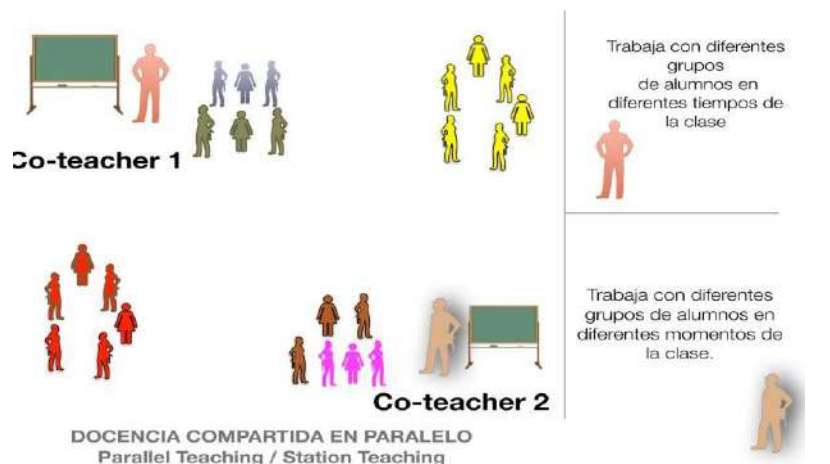 Trabaja con diferentes
grupos
de alumnos en
diferentes tiempos de
la clase
Co-teacher 1
Trabaja con diferentes
grupos de alumnos en
diferentes momentos de
la clase.
Co-teacher 2
DOCENCIA COMPARTIDA EN PARALELO
Parallel Teaching / Station Teaching